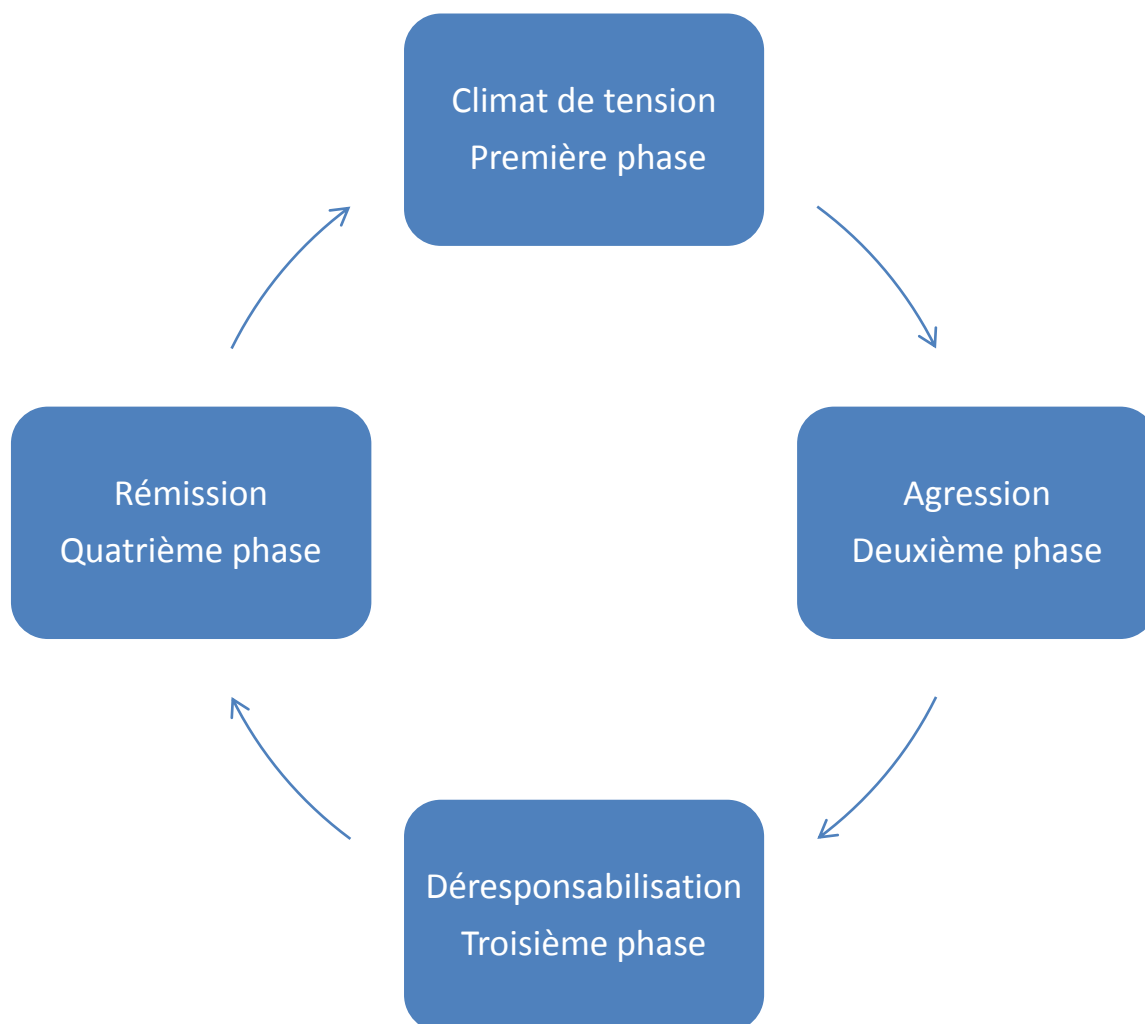 Climat de tension
Première phase
Agression
Deuxième phase
Déresponsabilisation
Troisième phase
Rémission
Quatrième phase